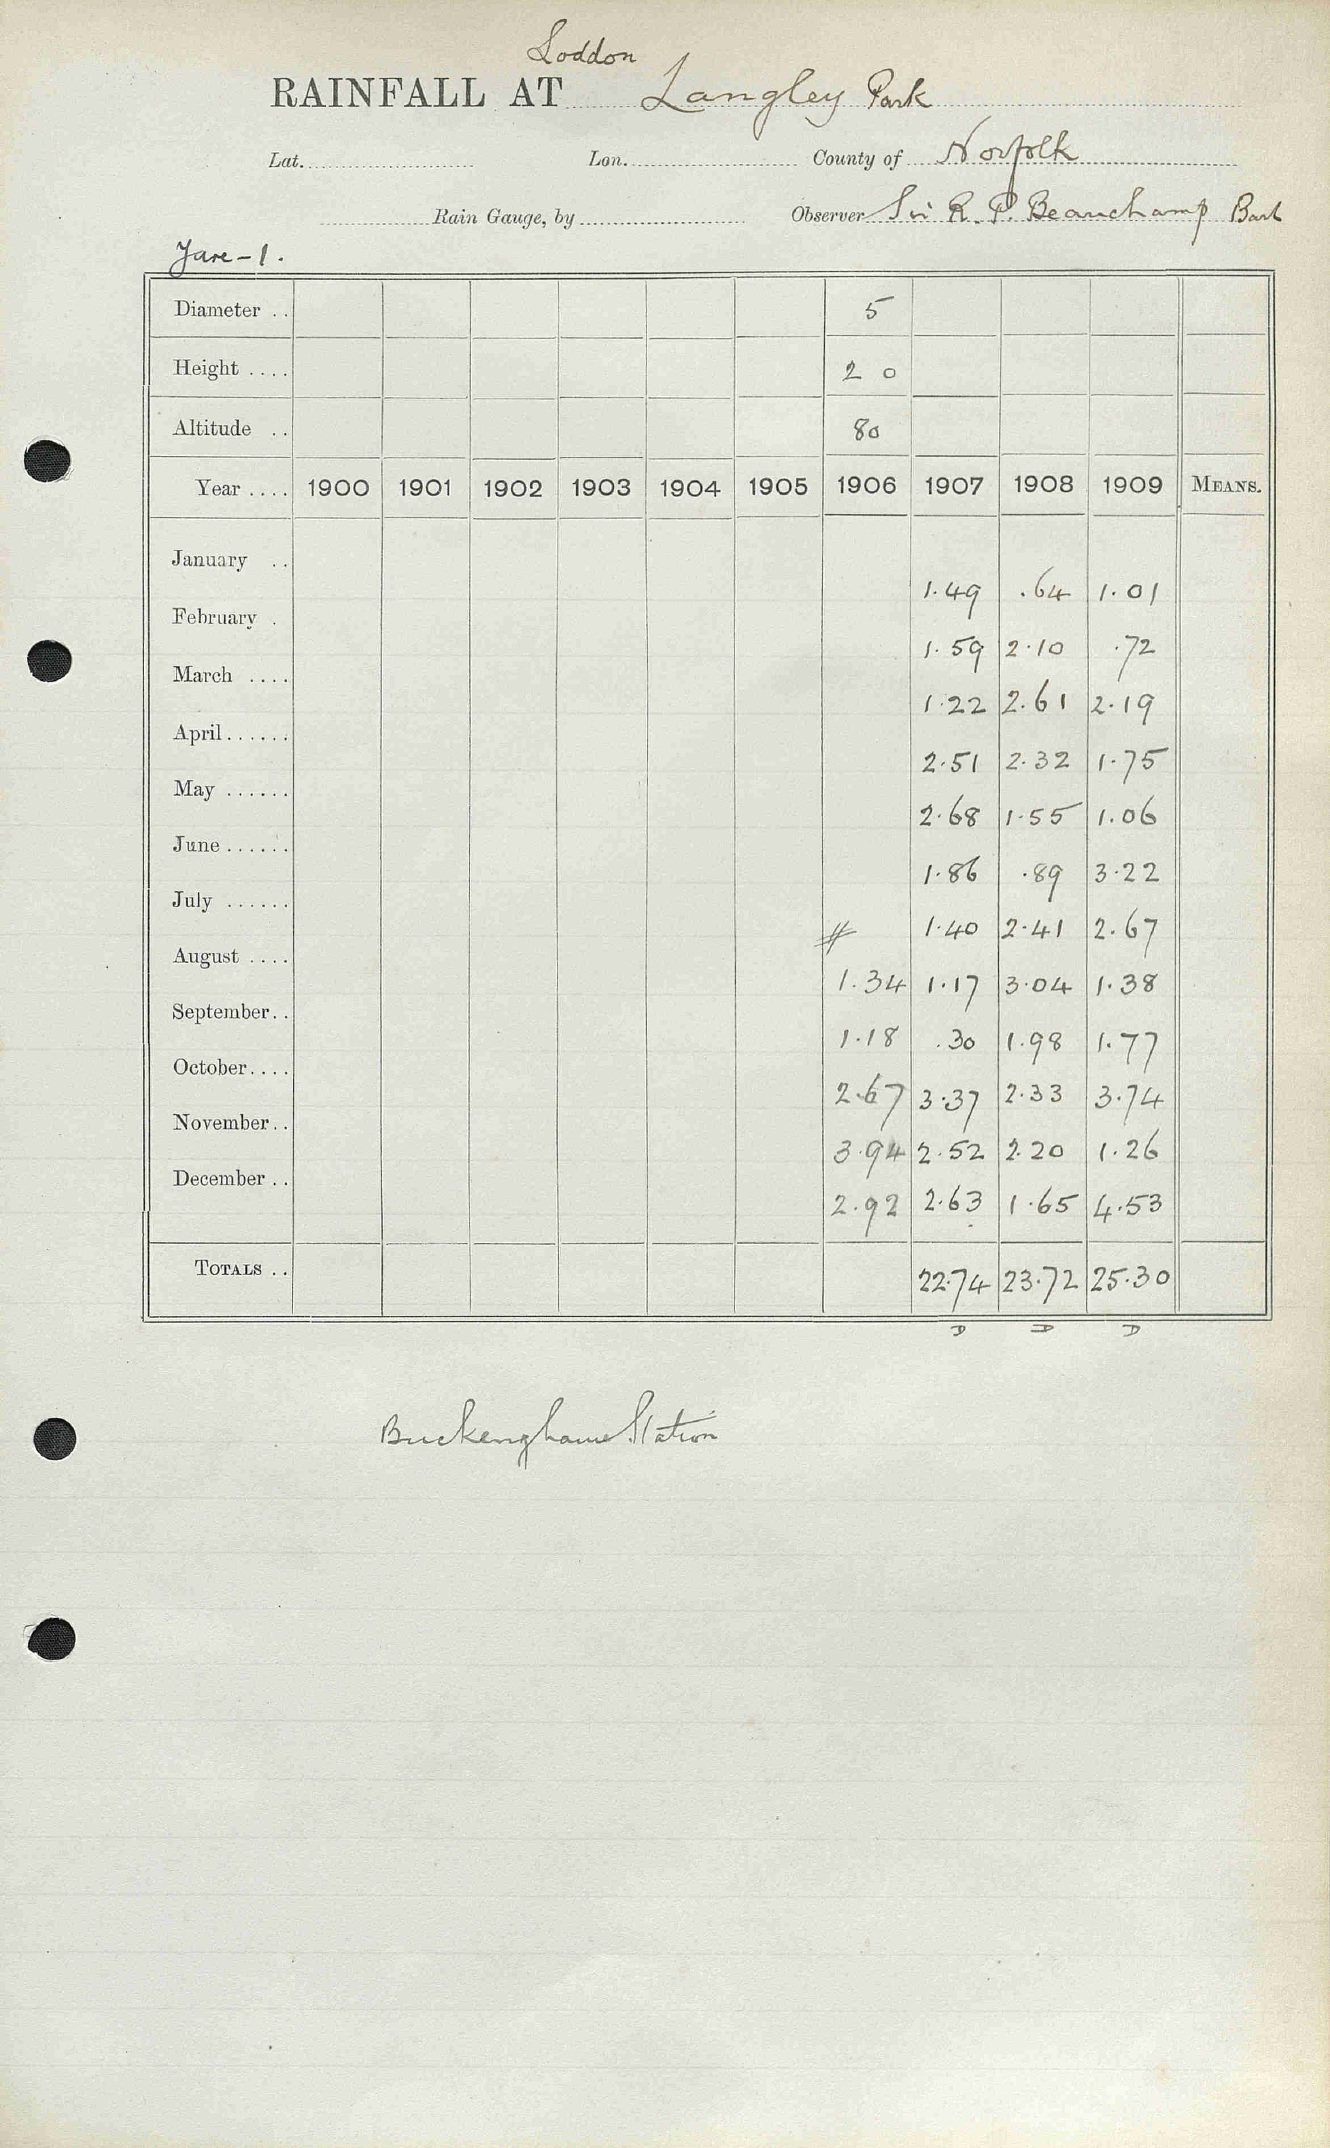 Loddon
RAINFALL AT Langley Park
Lat. Lon. County of Norfolk
Rain Gauge, by Observer Sir R. P. Beauchamp Bart
Yare-1.
Diameter .. 5
Height .... 2 0
Altitude .. 80
Year .... 1900 1901 1902 1903 1904 1905 1906 1907 1908 1909 MEANS.
January ..
1.49 .64 1.01
February .
1.59 2.10 .72
March ....
1.22 2.61 2.19
April......
2.51 2.32 1.75
May ......
2.68 1.55 1.06
June ......
1.86 .89 3.22
July ......
# 1.40 2.41 2.67
August ....
1.34 1.17 3.04 1.38
September..
1.18 .30 1.98 1.77
October....
2.67 3.37 2.33 3.74
November..
3.94 2.52 2.20 1.26
December ..
2.92 2.63 1.65 4.53
TOTALS .. 22.74 23.72 25.30
D D D
Buckenghame Station